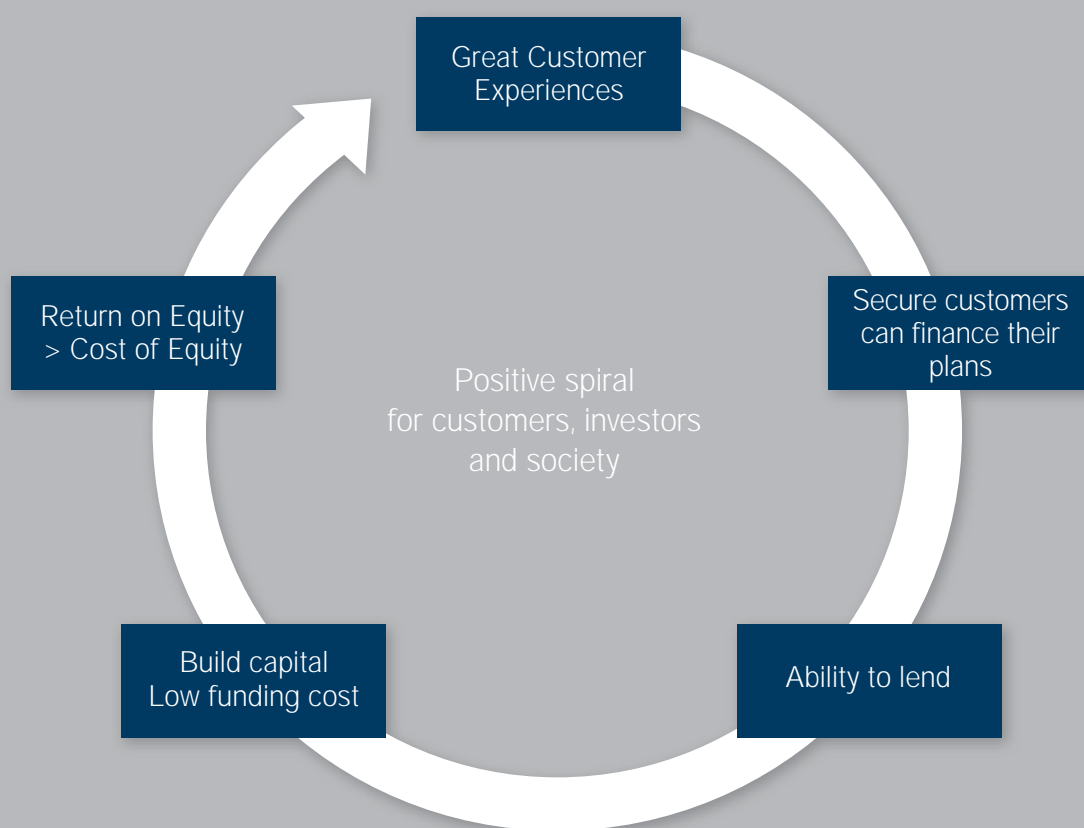 Great Customer
Experiences
Secure customers
can finance their
plans
Ability to lend
Build capital
Low funding cost
Return on Equity
> Cost of Equity
Positive spiral
for customers, investors
and society